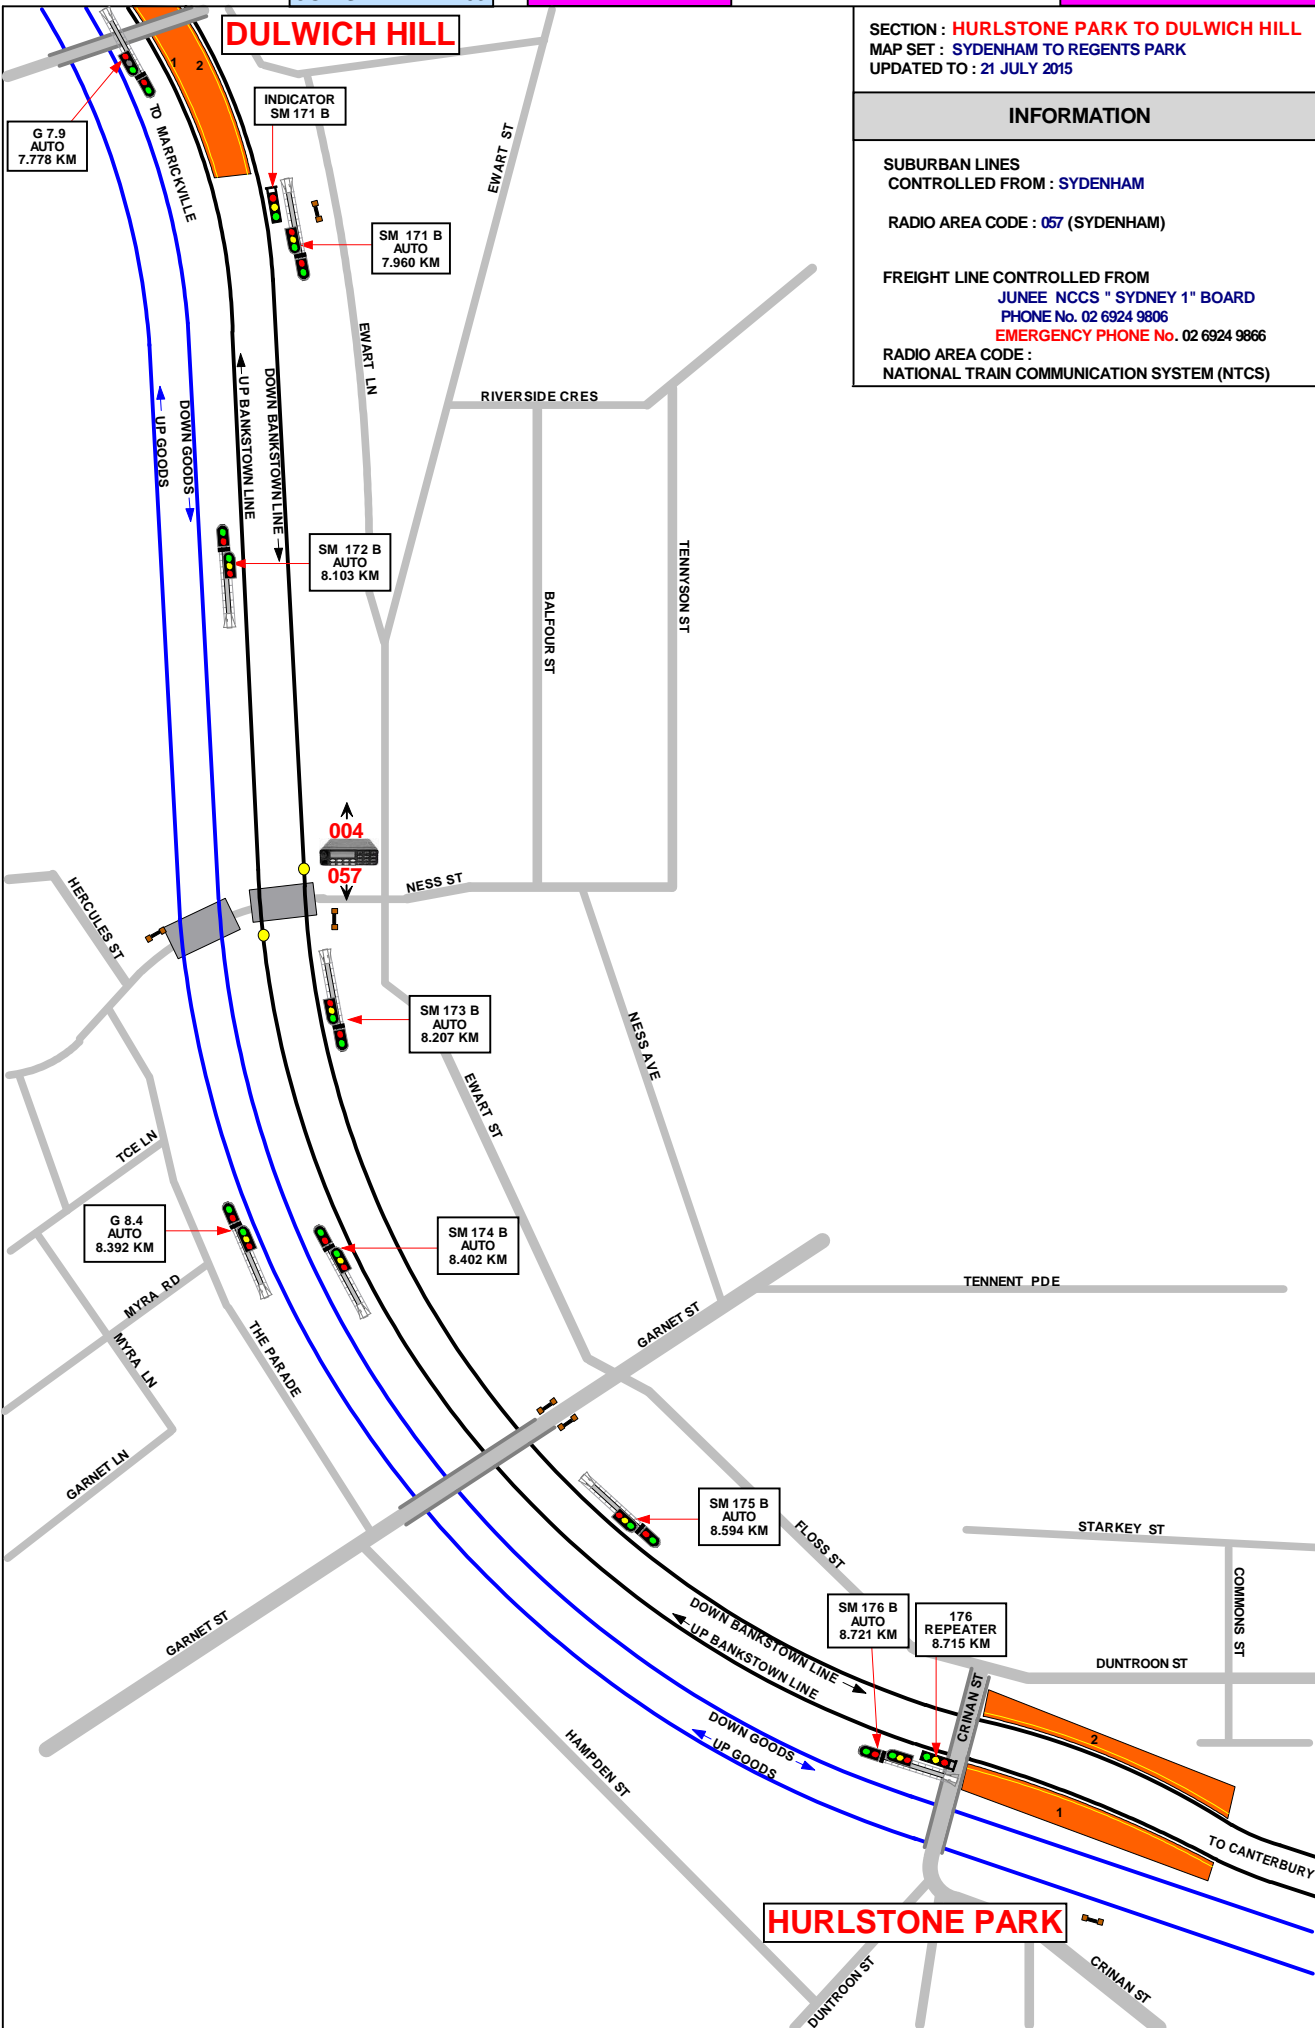 DULWICH HILL
SECTION : HURLSTONE PARK TO DULWICH HILL
MAP SET : SYDENHAM TO REGENTS PARK
UPDATED TO : 21 JULY 2015
INFORMATION
SUBURBAN LINES
CONTROLLED FROM : SYDENHAM
RADIO AREA CODE : 057 (SYDENHAM)
FREIGHT LINE CONTROLLED FROM
JUNEE NCCS " SYDNEY 1" BOARD
PHONE No. 02 6924 9806
EMERGENCY PHONE No. 02 6924 9866
RADIO AREA CODE :
NATIONAL TRAIN COMMUNICATION SYSTEM (NTCS)
1
2
TO MARRICKVILLE
G 7.9
AUTO
7.778 KM
INDICATOR
SM 171 B
EWART ST
SM 171 B
AUTO
7.960 KM
EWART LN
UP GOODS
DOWN GOODS
UP BANKSTOWN LINE
DOWN BANKSTOWN LINE
RIVERSIDE CRES
SM 172 B
AUTO
8.103 KM
BALFOUR ST
TENNYSON ST
004
057
NESS ST
HERCULES ST
SM 173 B
AUTO
8.207 KM
EWART ST
NESS AVE
TCE LN
G 8.4
AUTO
8.392 KM
SM 174 B
AUTO
8.402 KM
MYRA RD
MYRA LN
THE PARADE
GARNET ST
TENNENT PDE
GARNET LN
SM 175 B
AUTO
8.594 KM
FLOSS ST
STARKEY ST
COMMONS ST
GARNET ST
DOWN BANKSTOWN LINE
UP BANKSTOWN LINE
SM 176 B
AUTO
8.721 KM
176
REPEATER
8.715 KM
DUNTROON ST
CRINAN ST
DOWN GOODS
UP GOODS
HAMPDEN ST
2
1
TO CANTERBURY
HURLSTONE PARK
DUNTROON ST
CRINAN ST